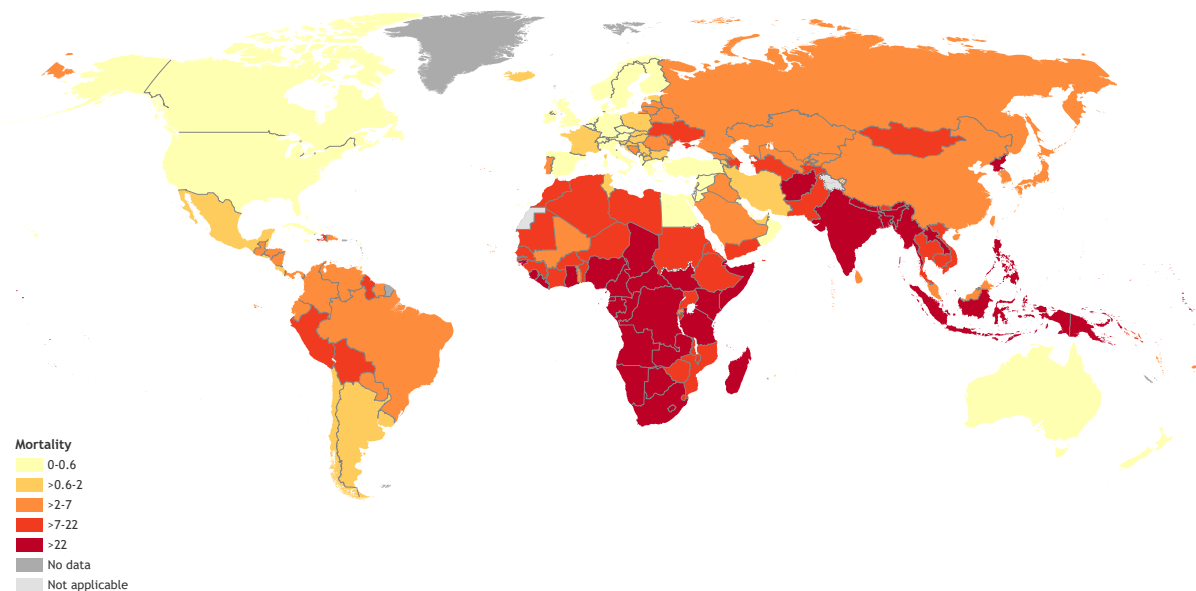 Mortality
0-0.6
>0.6-2
>2-7
>7-22
>22
No data
Not applicable